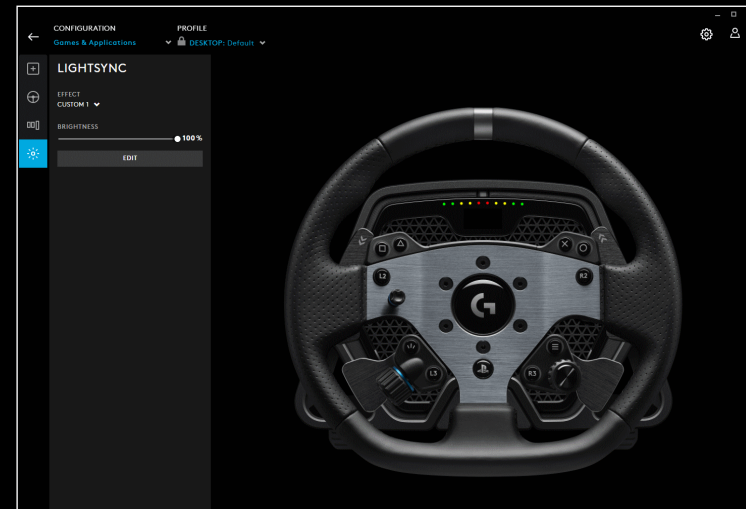 CONFIGURATION
PROFILE
Games & Applications
DESKTOP: Default
LIGHTSYNC
EFFECT
CUSTOM 1
BRIGHTNESS
100%
EDIT
L2
R2
G
L3
R3